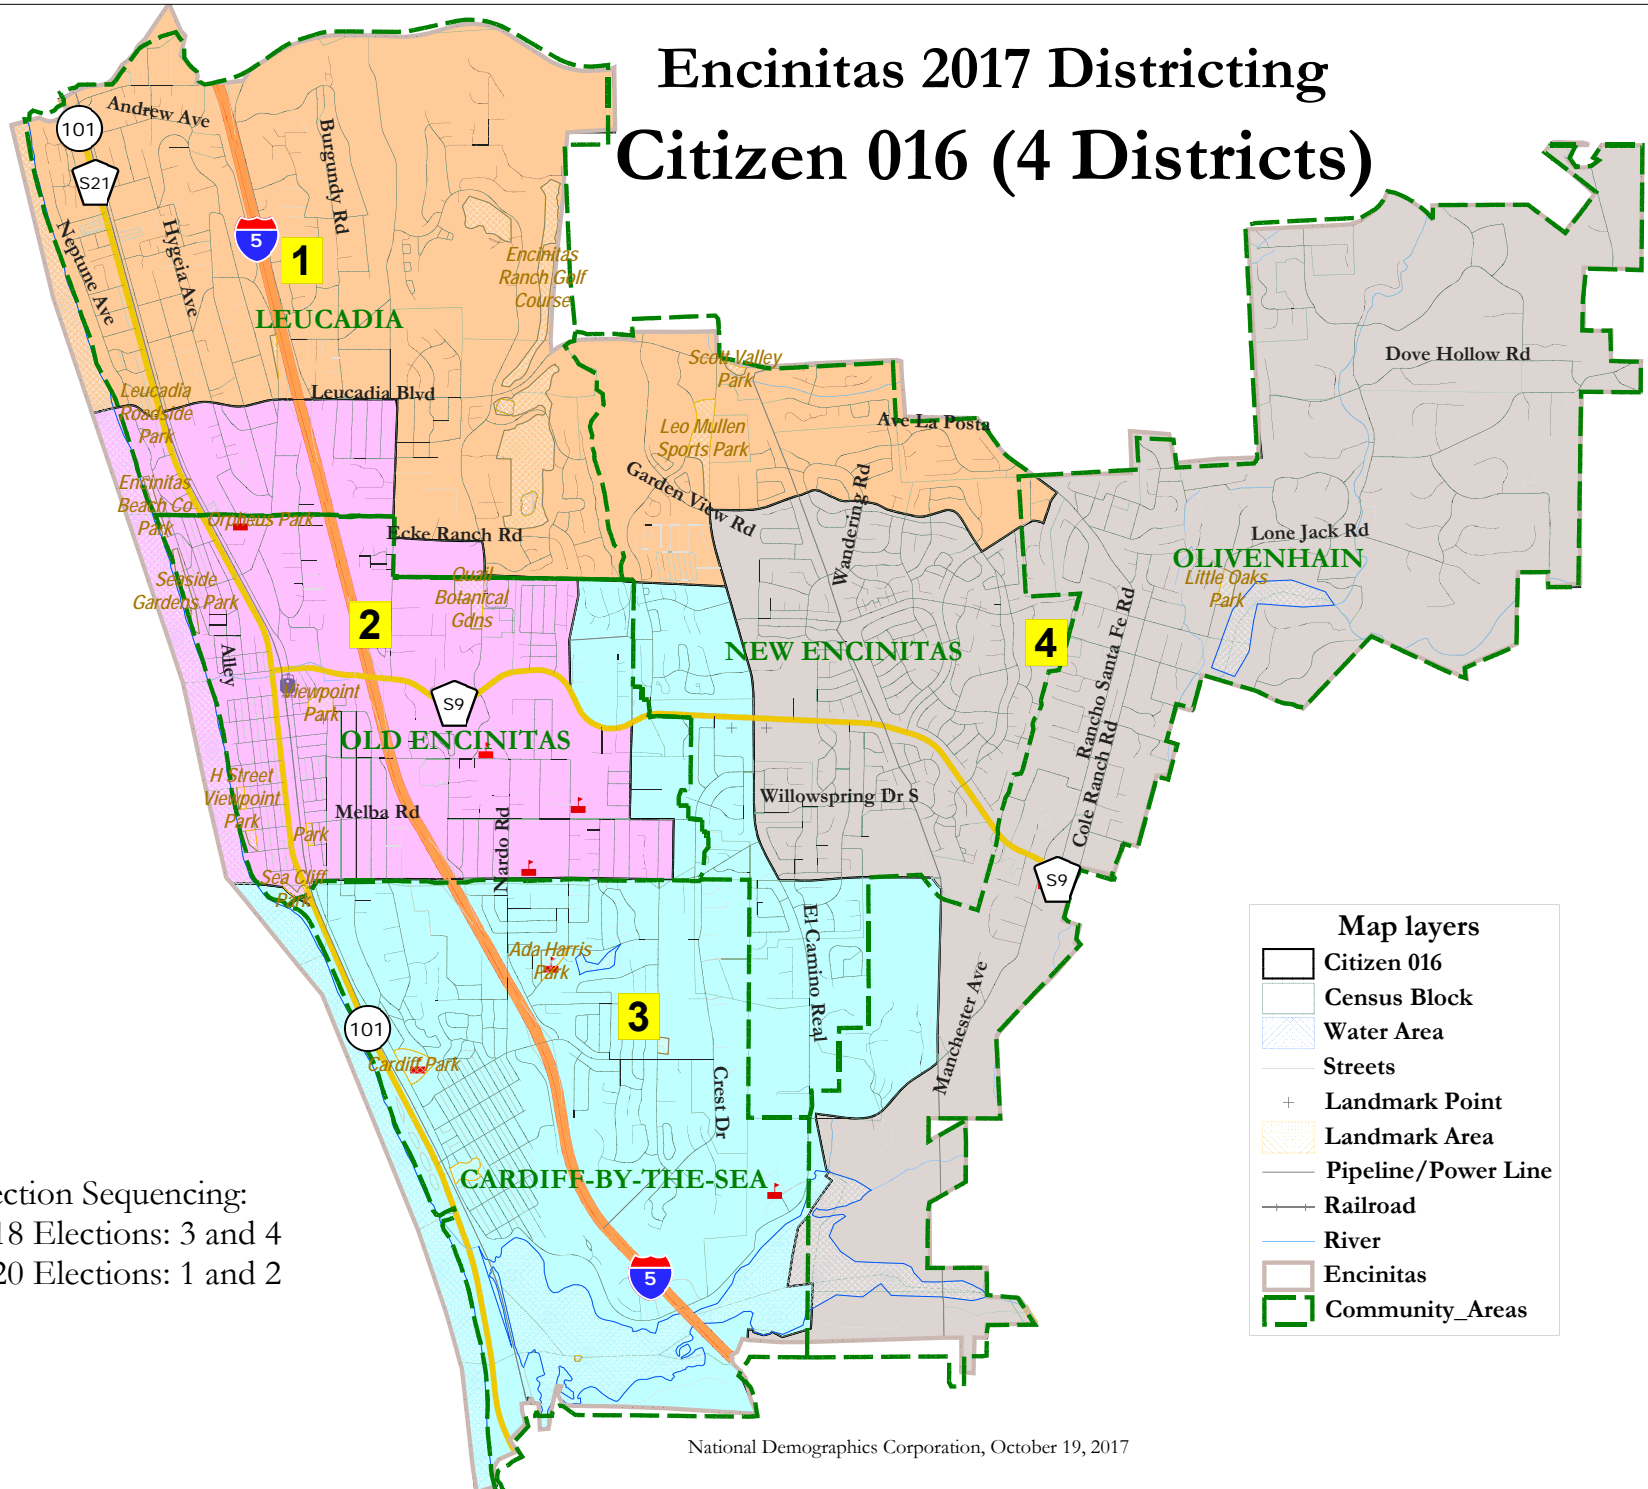 Encinitas 2017 Districting
Citizen 016 (4 Districts)
Andrew Ave
101
S21
Burgundy Rd
Neptune Ave
Hygeia Ave
5
1
Encinitas
Ranch Golf
Course
LEUCADIA
Leucadia Blvd
Leucadia
Roadside
Park
Scott Valley
Park
Leo Mullen
Sports Park
Ave La Posta
Dove Hollow Rd
Garden View Rd
Wandering Rd
Encinitas
Beach Co
Park
Orpheus Park
Ecke Ranch Rd
Lone Jack Rd
OLIVENHAIN
Little Oaks
Park
Seaside
Gardens Park
Quail
Botanical
Gdns
2
Alley
NEW ENCINITAS
4
Rancho Santa Fe Rd
Viewpoint
Park
S9
OLD ENCINITAS
H Street
Viewpoint
Park
Park
Melba Rd
Nardo Rd
Willowspring Dr S
Cole Ranch Rd
Sea Cliff
Park
S9
Ada Harris
Park
El Camino Real
Manchester Ave
3
101
Cardiff Park
Crest Dr
CARDIFF-BY-THE-SEA
5
ection Sequencing:
18 Elections: 3 and 4
20 Elections: 1 and 2
Map layers
Citizen 016
Census Block
Water Area
Streets
Landmark Point
Landmark Area
Pipeline/Power Line
Railroad
River
Encinitas
Community_Areas
National Demographics Corporation, October 19, 2017